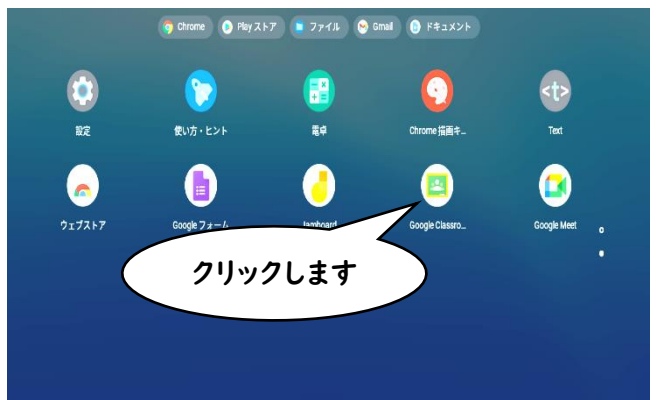 Chrome Play ストア ファイル Gmail ドキュメント
設定 使い方・ヒント 電卓 Chrome 描画キ... Text
ウェブストア Google フォーム Jamboard Google Classro... Google Meet
クリックします